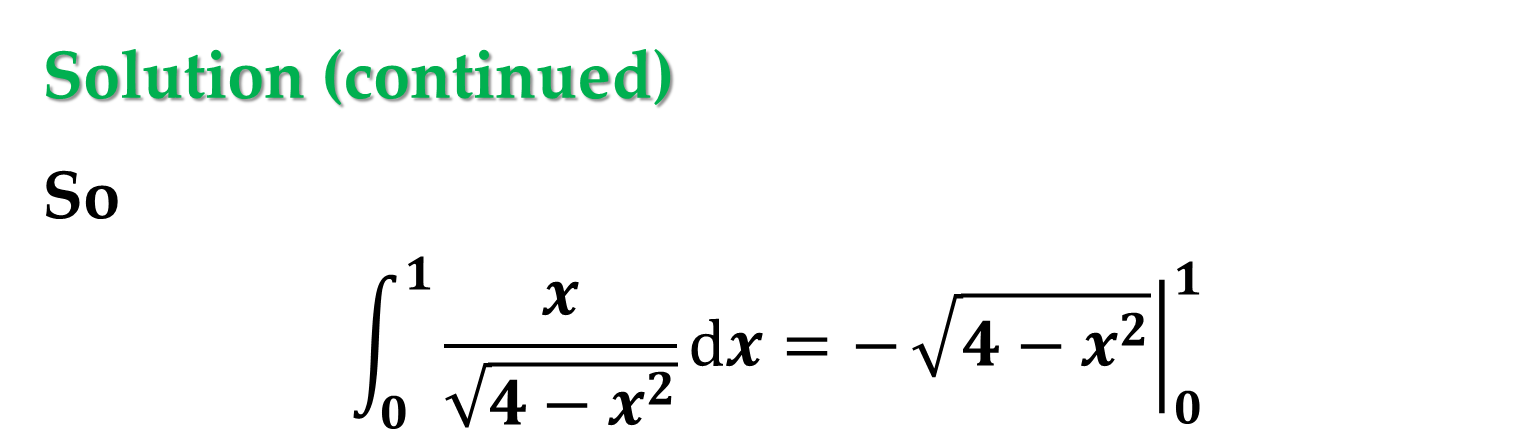 Solution (continued)
So
∫₀¹ x/√(4 − x²) dx = −√(4 − x²) |₀¹